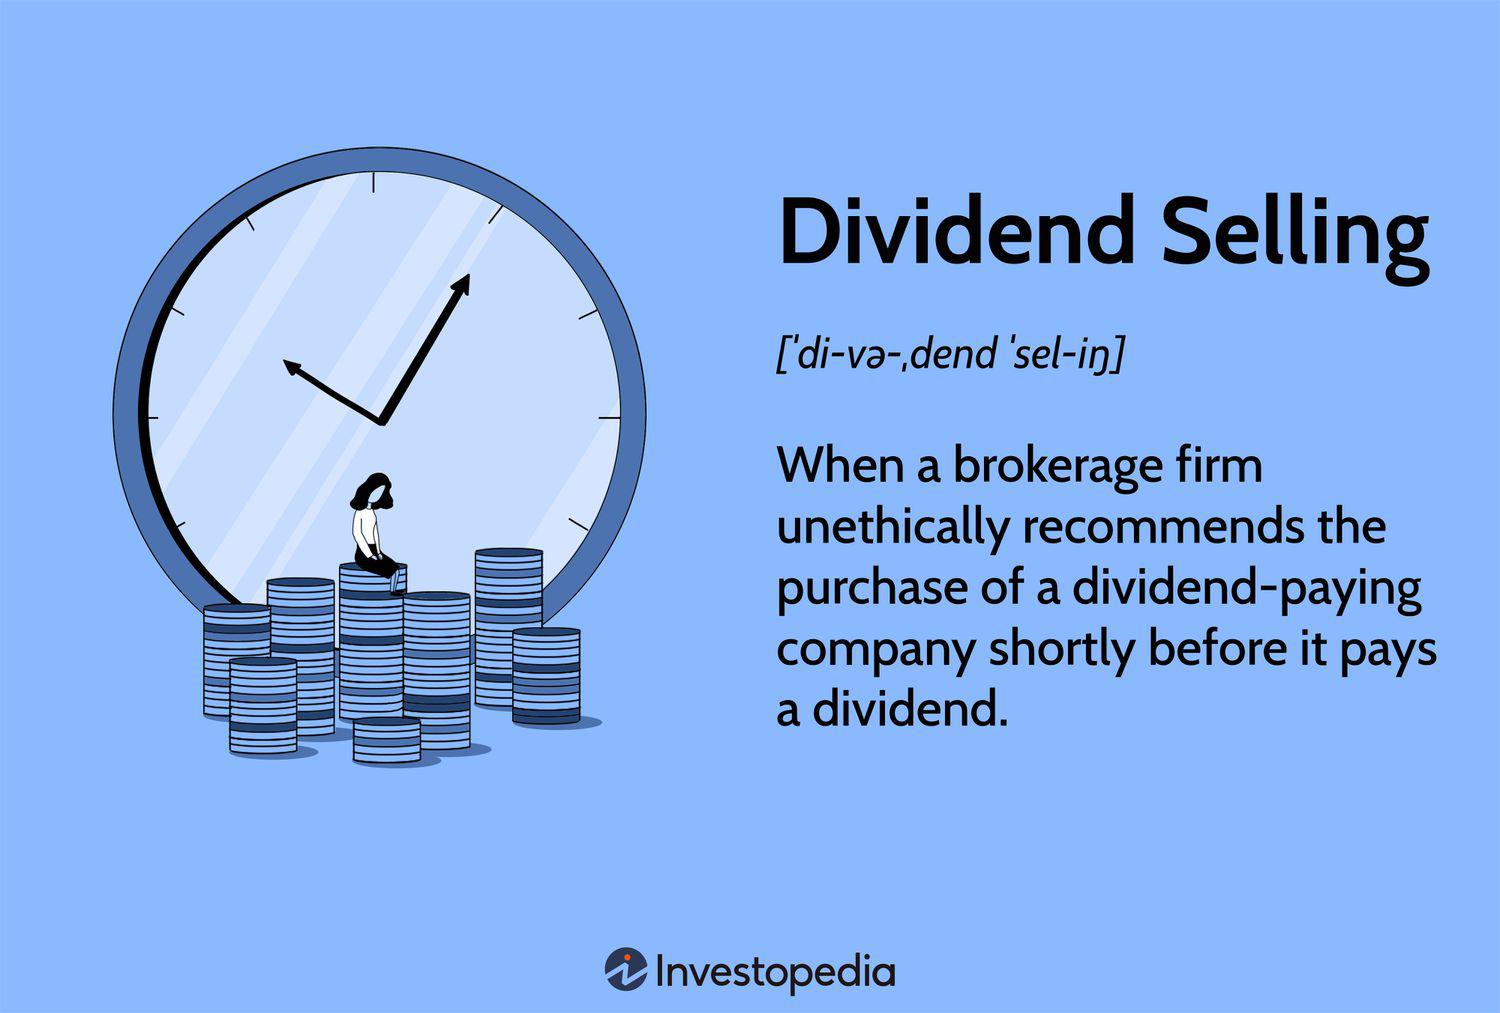 Dividend Selling
[ˈdi-və-ˌdend ˈsel-iŋ]
When a brokerage firm
unethically recommends the
purchase of a dividend-paying
company shortly before it pays
a dividend.
Investopedia